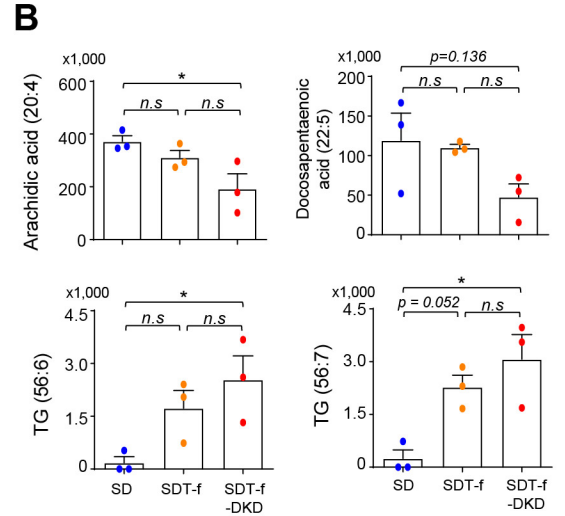 B
x1,000
Arachidic acid (20:4)
600
400
200
0
*
n.s
n.s
x1,000
Docosapentaenoic
acid (22:5)
200
150
100
50
0
p=0.136
n.s
n.s
x1,000
TG (56:6)
4.5
3.0
1.5
0
*
n.s
n.s
SD
SDT-f
SDT-f
-DKD
x1,000
TG (56:7)
4.5
3.0
1.5
0
*
p = 0.052
n.s
SD
SDT-f
SDT-f
-DKD